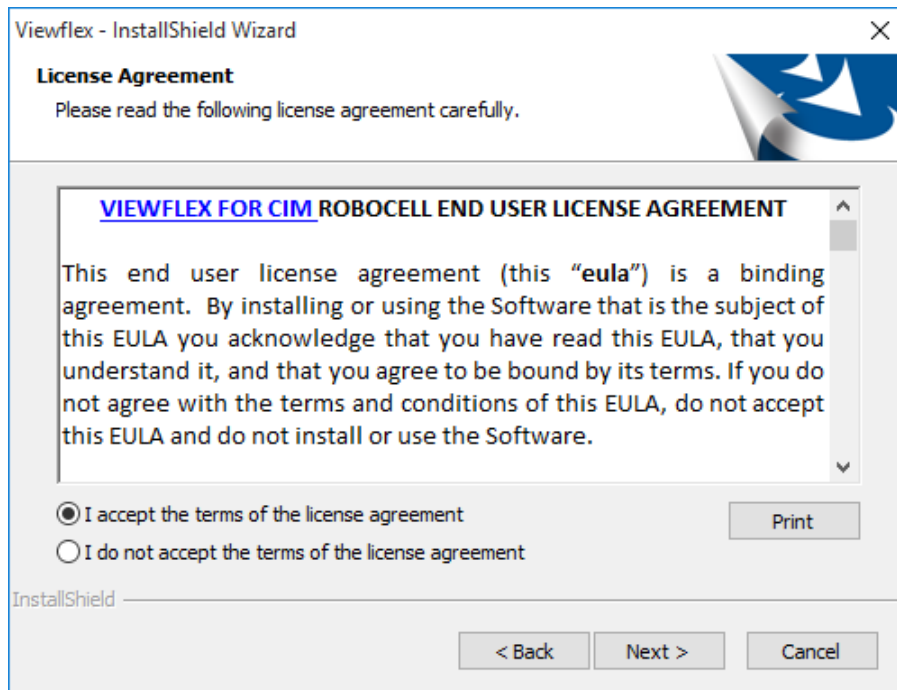 Viewflex - InstallShield Wizard
License Agreement
Please read the following license agreement carefully.
VIEWFLEX FOR CIM ROBOCELL END USER LICENSE AGREEMENT
This end user license agreement (this “eula”) is a binding
agreement. By installing or using the Software that is the subject of
this EULA you acknowledge that you have read this EULA, that you
understand it, and that you agree to be bound by its terms. If you do
not agree with the terms and conditions of this EULA, do not accept
this EULA and do not install or use the Software.
I accept the terms of the license agreement
Print
I do not accept the terms of the license agreement
InstallShield
< Back Next > Cancel